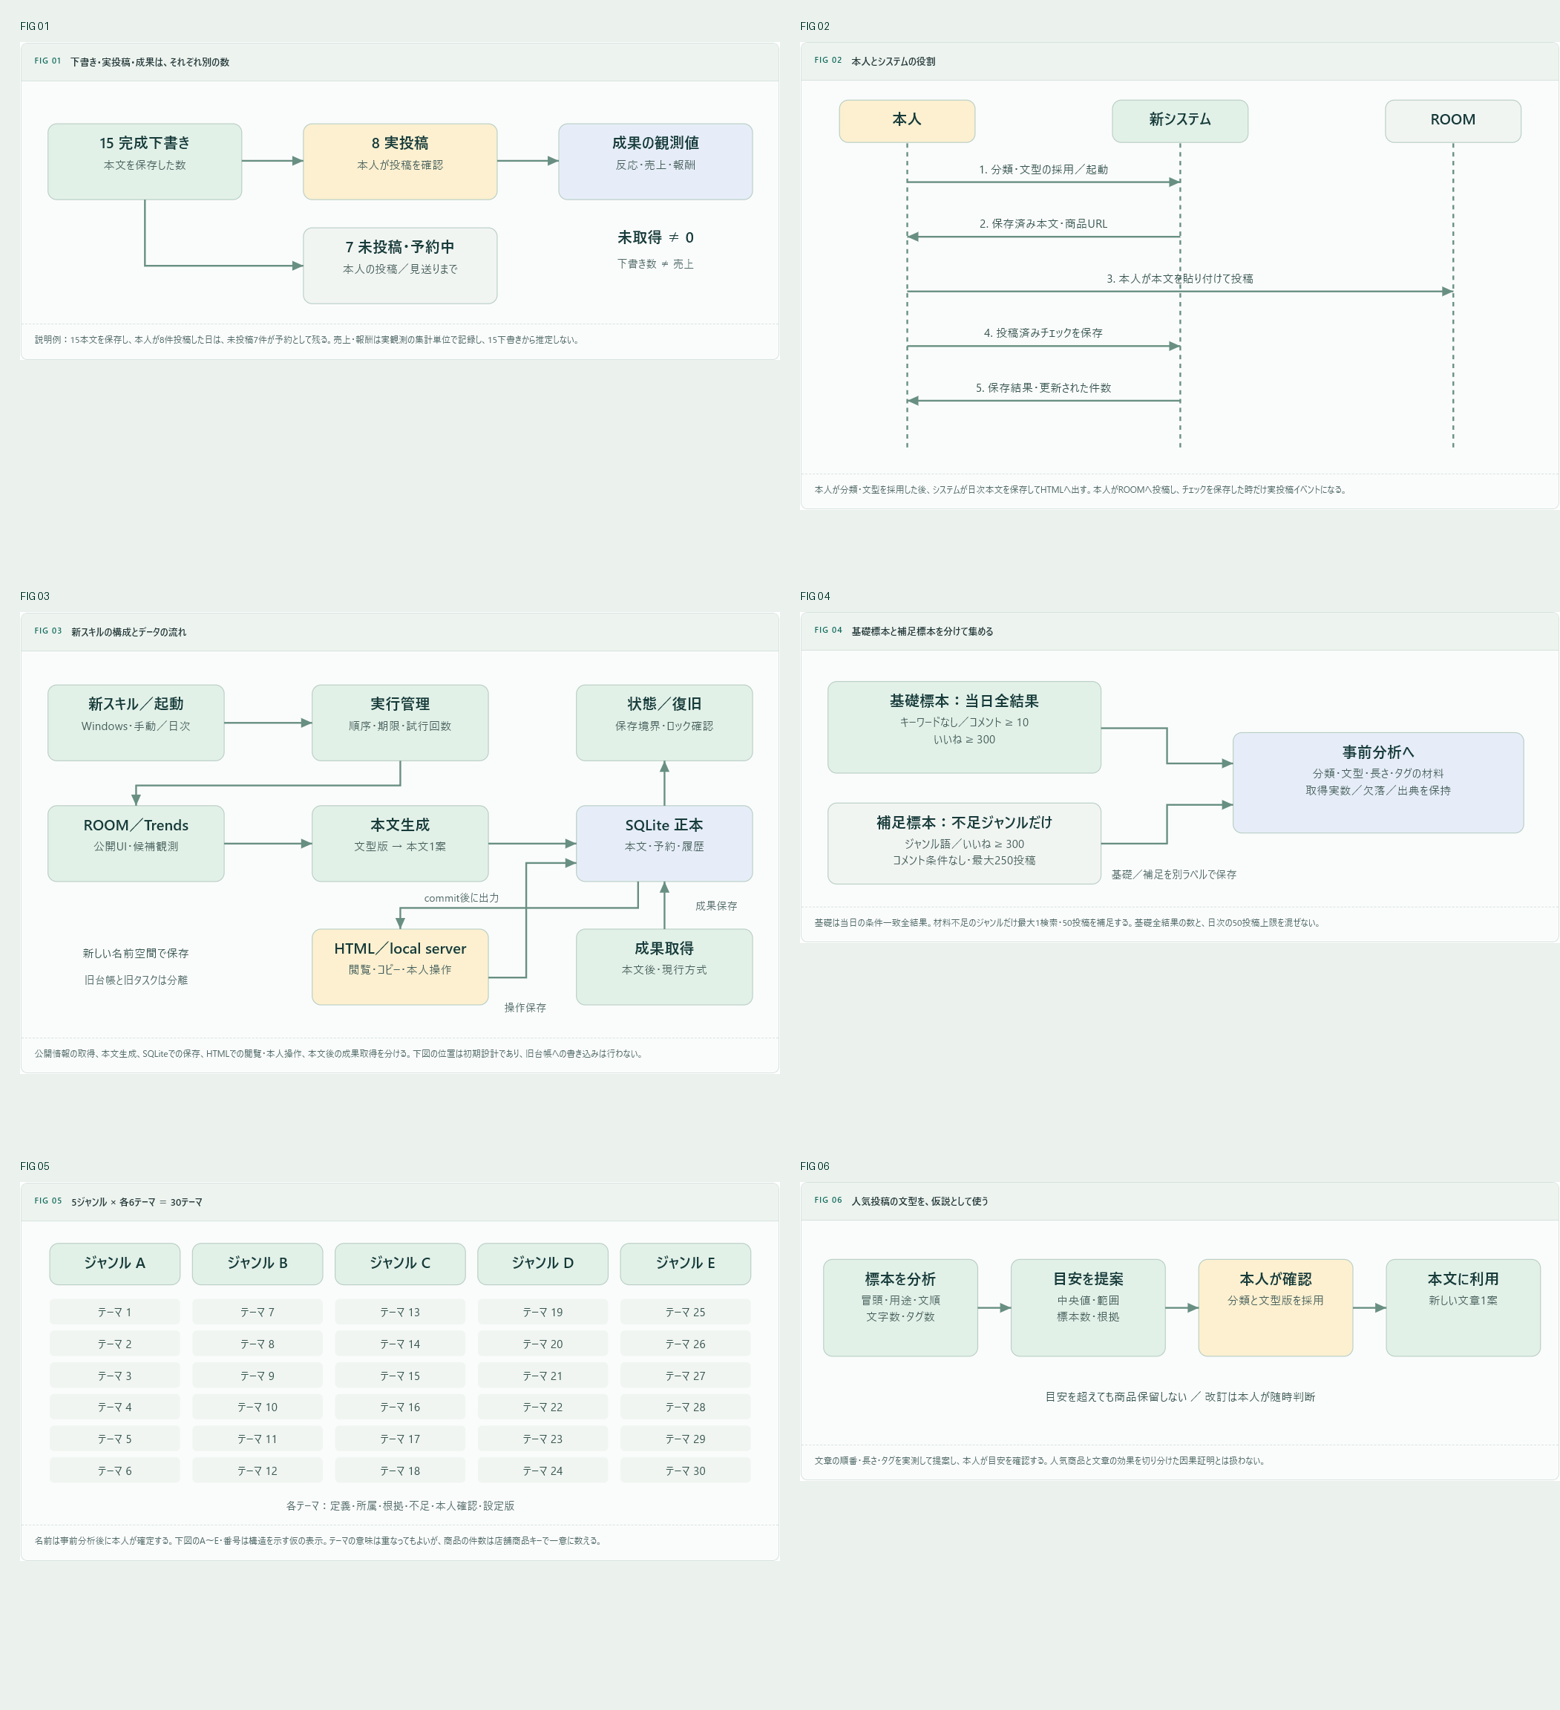 FIG 01
FIG 01 下書き・実投稿・成果は、それぞれ別の数
15 完成下書き
本文を保存した数
8 実投稿
本人が投稿を確認
成果の観測値
反応・売上・報酬
7 未投稿・予約中
本人の投稿／見送りまで
未取得 ≠ 0
下書き数 ≠ 売上
説明例：15本文を保存し、本人が8件投稿した日は、未投稿7件が予約として残る。売上・報酬は実観測の集計単位で記録し、15下書きから推定しない。
FIG 02
FIG 02 本人とシステムの役割
本人
新システム
ROOM
1. 分類・文型の採用／起動
2. 保存済み本文・商品URL
3. 本人が本文を貼り付けて投稿
4. 投稿済みチェックを保存
5. 保存結果・更新された件数
本人が分類・文型を採用した後、システムが日次本文を保存してHTMLへ出す。本人がROOMへ投稿し、チェックを保存した時だけ実投稿イベントになる。
FIG 03
FIG 03 新スキルの構成とデータの流れ
新スキル／起動
Windows・手動／日次
実行管理
順序・期限・試行回数
状態／復旧
保存境界・ロック確認
ROOM／Trends
公開UI・候補観測
本文生成
文型版 → 本文1案
SQLite 正本
本文・予約・履歴
commit後に出力
成果保存
HTML／local server
閲覧・コピー・本人操作
成果取得
本文後・現行方式
新しい名前空間で保存
旧台帳と旧タスクは分離
操作保存
公開情報の取得、本文生成、SQLiteでの保存、HTMLでの閲覧・本人操作、本文後の成果取得を分ける。下図の位置は初期設計であり、旧台帳への書き込みは行わない。
FIG 04
FIG 04 基礎標本と補足標本を分けて集める
基礎標本：当日全結果
キーワードなし／コメント ≥ 10
いいね ≥ 300
事前分析へ
分類・文型・長さ・タグの材料
取得実数／欠落／出典を保持
補足標本：不足ジャンルだけ
ジャンル語／いいね ≥ 300
コメント条件なし・最大250投稿
基礎／補足を別ラベルで保存
基礎は当日の条件一致全結果。材料不足のジャンルだけ最大1検索・50投稿を補足する。基礎全結果の数と、日次の50投稿上限を混ぜない。
FIG 05
FIG 05 5ジャンル × 各6テーマ = 30テーマ
ジャンル A
ジャンル B
ジャンル C
ジャンル D
ジャンル E
テーマ 1
テーマ 7
テーマ 13
テーマ 19
テーマ 25
テーマ 2
テーマ 8
テーマ 14
テーマ 20
テーマ 26
テーマ 3
テーマ 9
テーマ 15
テーマ 21
テーマ 27
テーマ 4
テーマ 10
テーマ 16
テーマ 22
テーマ 28
テーマ 5
テーマ 11
テーマ 17
テーマ 23
テーマ 29
テーマ 6
テーマ 12
テーマ 18
テーマ 24
テーマ 30
各テーマ：定義・所属・根拠・不足・本人確認・設定版
名前は事前分析後に本人が確定する。下図のA～E・番号は構造を示す仮の表示。テーマの意味は重なってもよいが、商品の件数は店舗商品キーで一意に数える。
FIG 06
FIG 06 人気投稿の文型を、仮説として使う
標本を分析
冒頭・用途・文順
文字数・タグ数
目安を提案
中央値・範囲
標本数・根拠
本人が確認
分類と文型版を採用
本文に利用
新しい文章1案
目安を超えても商品保留しない ／ 改訂は本人が随時判断
文章の順番・長さ・タグを実測して提案し、本人が目安を確認する。人気商品と文章の効果を切り分けた因果証明とは扱わない。